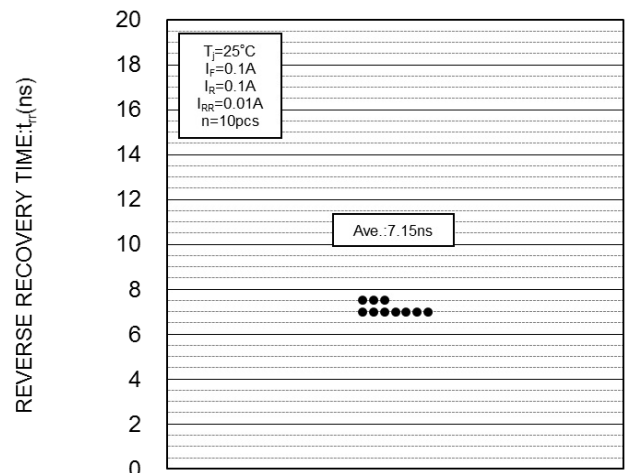 REVERSE RECOVERY TIME:trr(ns)
20
18
16
14
12
10
8
6
4
2
0
Tj=25°C
IF=0.1A
IR=0.1A
IRR=0.01A
n=10pcs
Ave.:7.15ns